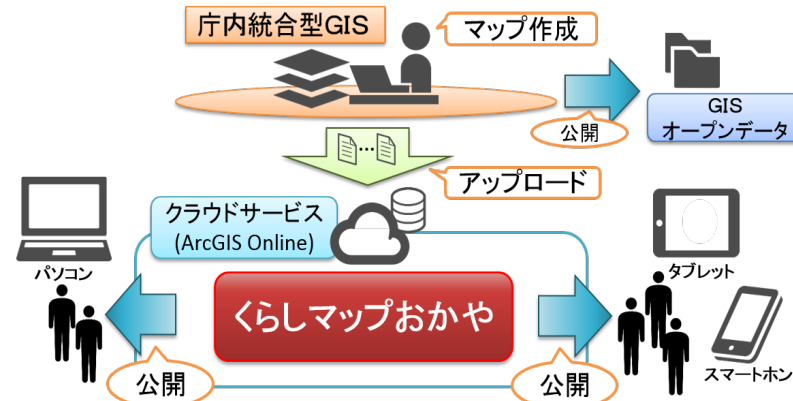 庁内統合型GIS
マップ作成
公開
GIS
オープンデータ
…
アップロード
クラウドサービス
(ArcGIS Online)
パソコン
タブレット
くらしマップおかや
スマートホン
公開
公開